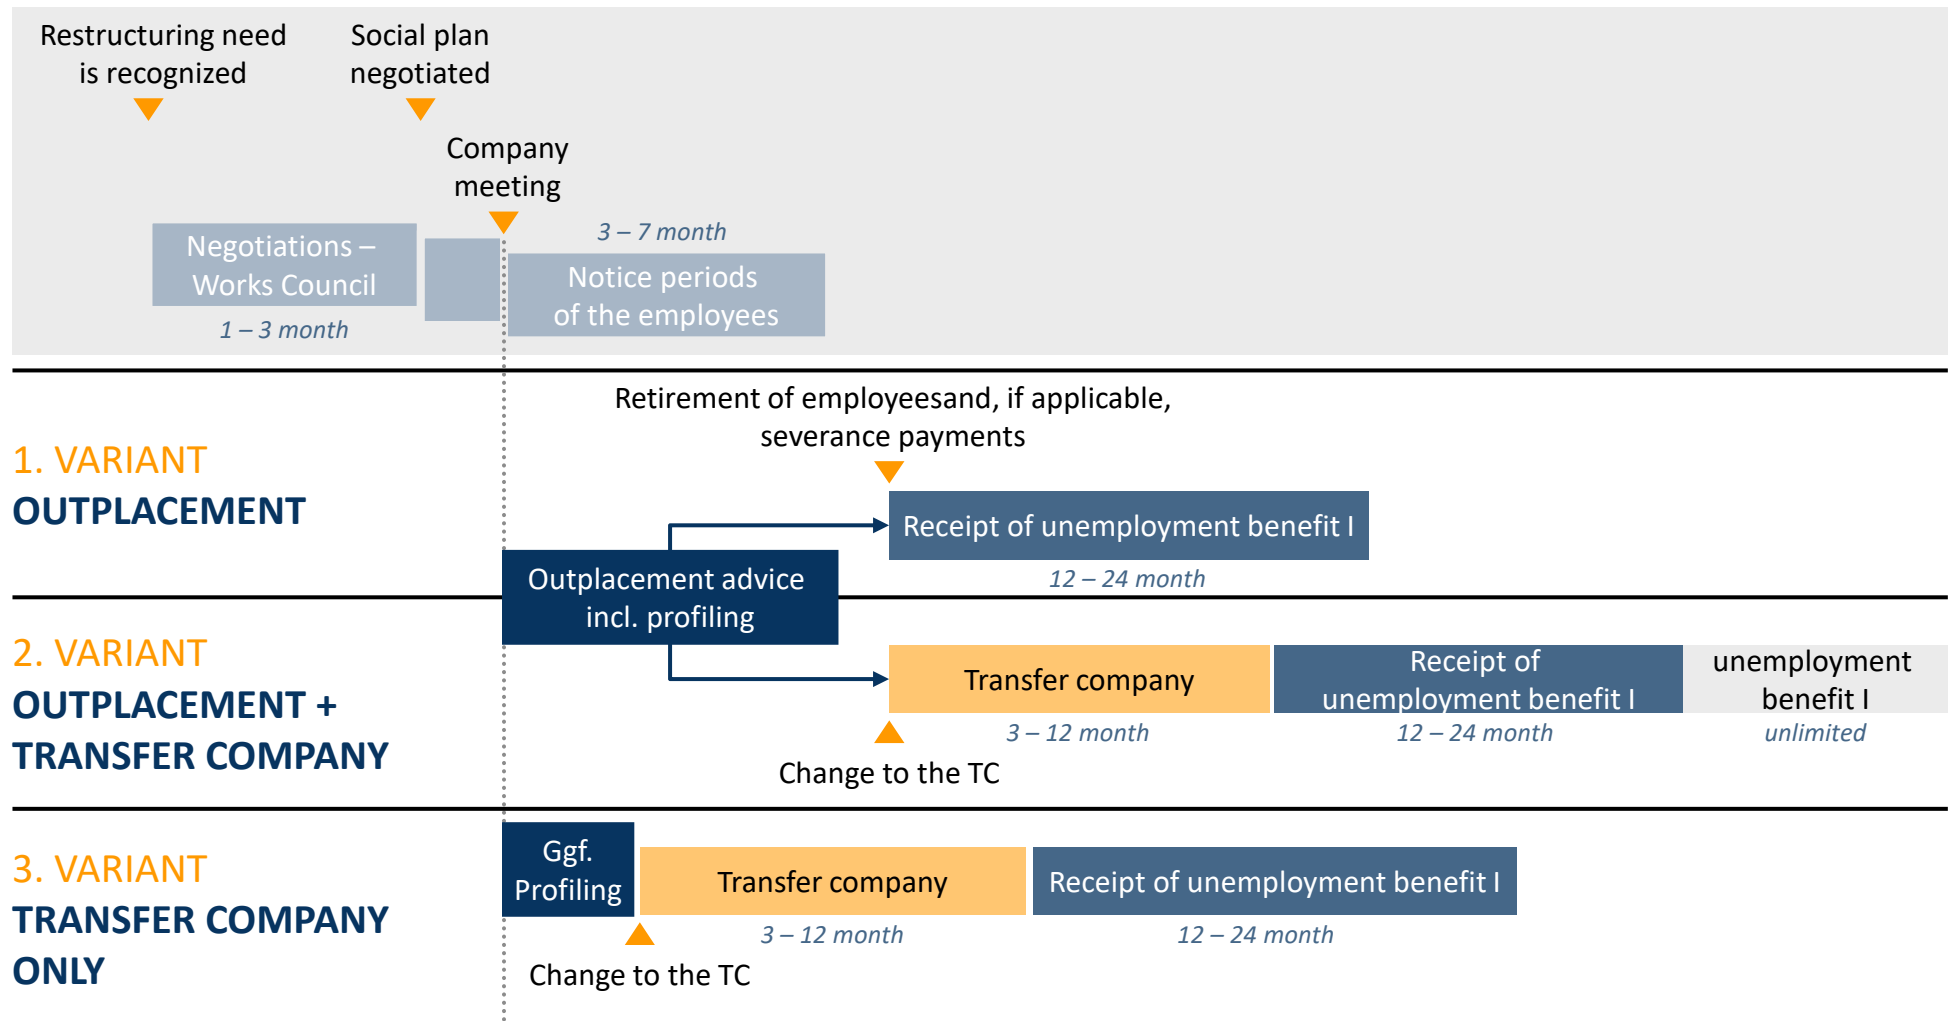 Restructuring need
is recognized
Social plan
negotiated
Company
meeting
Negotiations –
Works Council
1 – 3 month
3 – 7 month
Notice periods
of the employees
1. VARIANT
OUTPLACEMENT
Retirement of employeesand, if applicable,
severance payments
Receipt of unemployment benefit I
12 – 24 month
Outplacement advice
incl. profiling
2. VARIANT
OUTPLACEMENT +
TRANSFER COMPANY
Transfer company
3 – 12 month
Change to the TC
Receipt of
unemployment benefit I
12 – 24 month
unemployment
benefit I
unlimited
3. VARIANT
TRANSFER COMPANY
ONLY
Ggf.
Profiling
Change to the TC
Transfer company
3 – 12 month
Receipt of unemployment benefit I
12 – 24 month